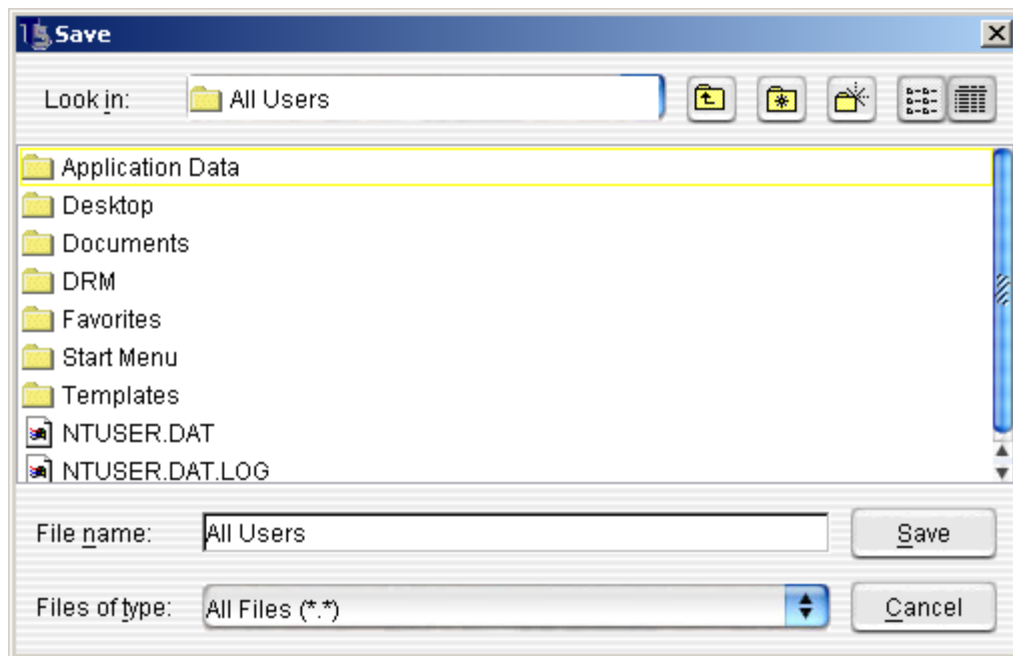 Save
Look in: All Users
Application Data
Desktop
Documents
DRM
Favorites
Start Menu
Templates
NTUSER.DAT
NTUSER.DAT.LOG
File name: All Users Save
Files of type: All Files (*.*) Cancel